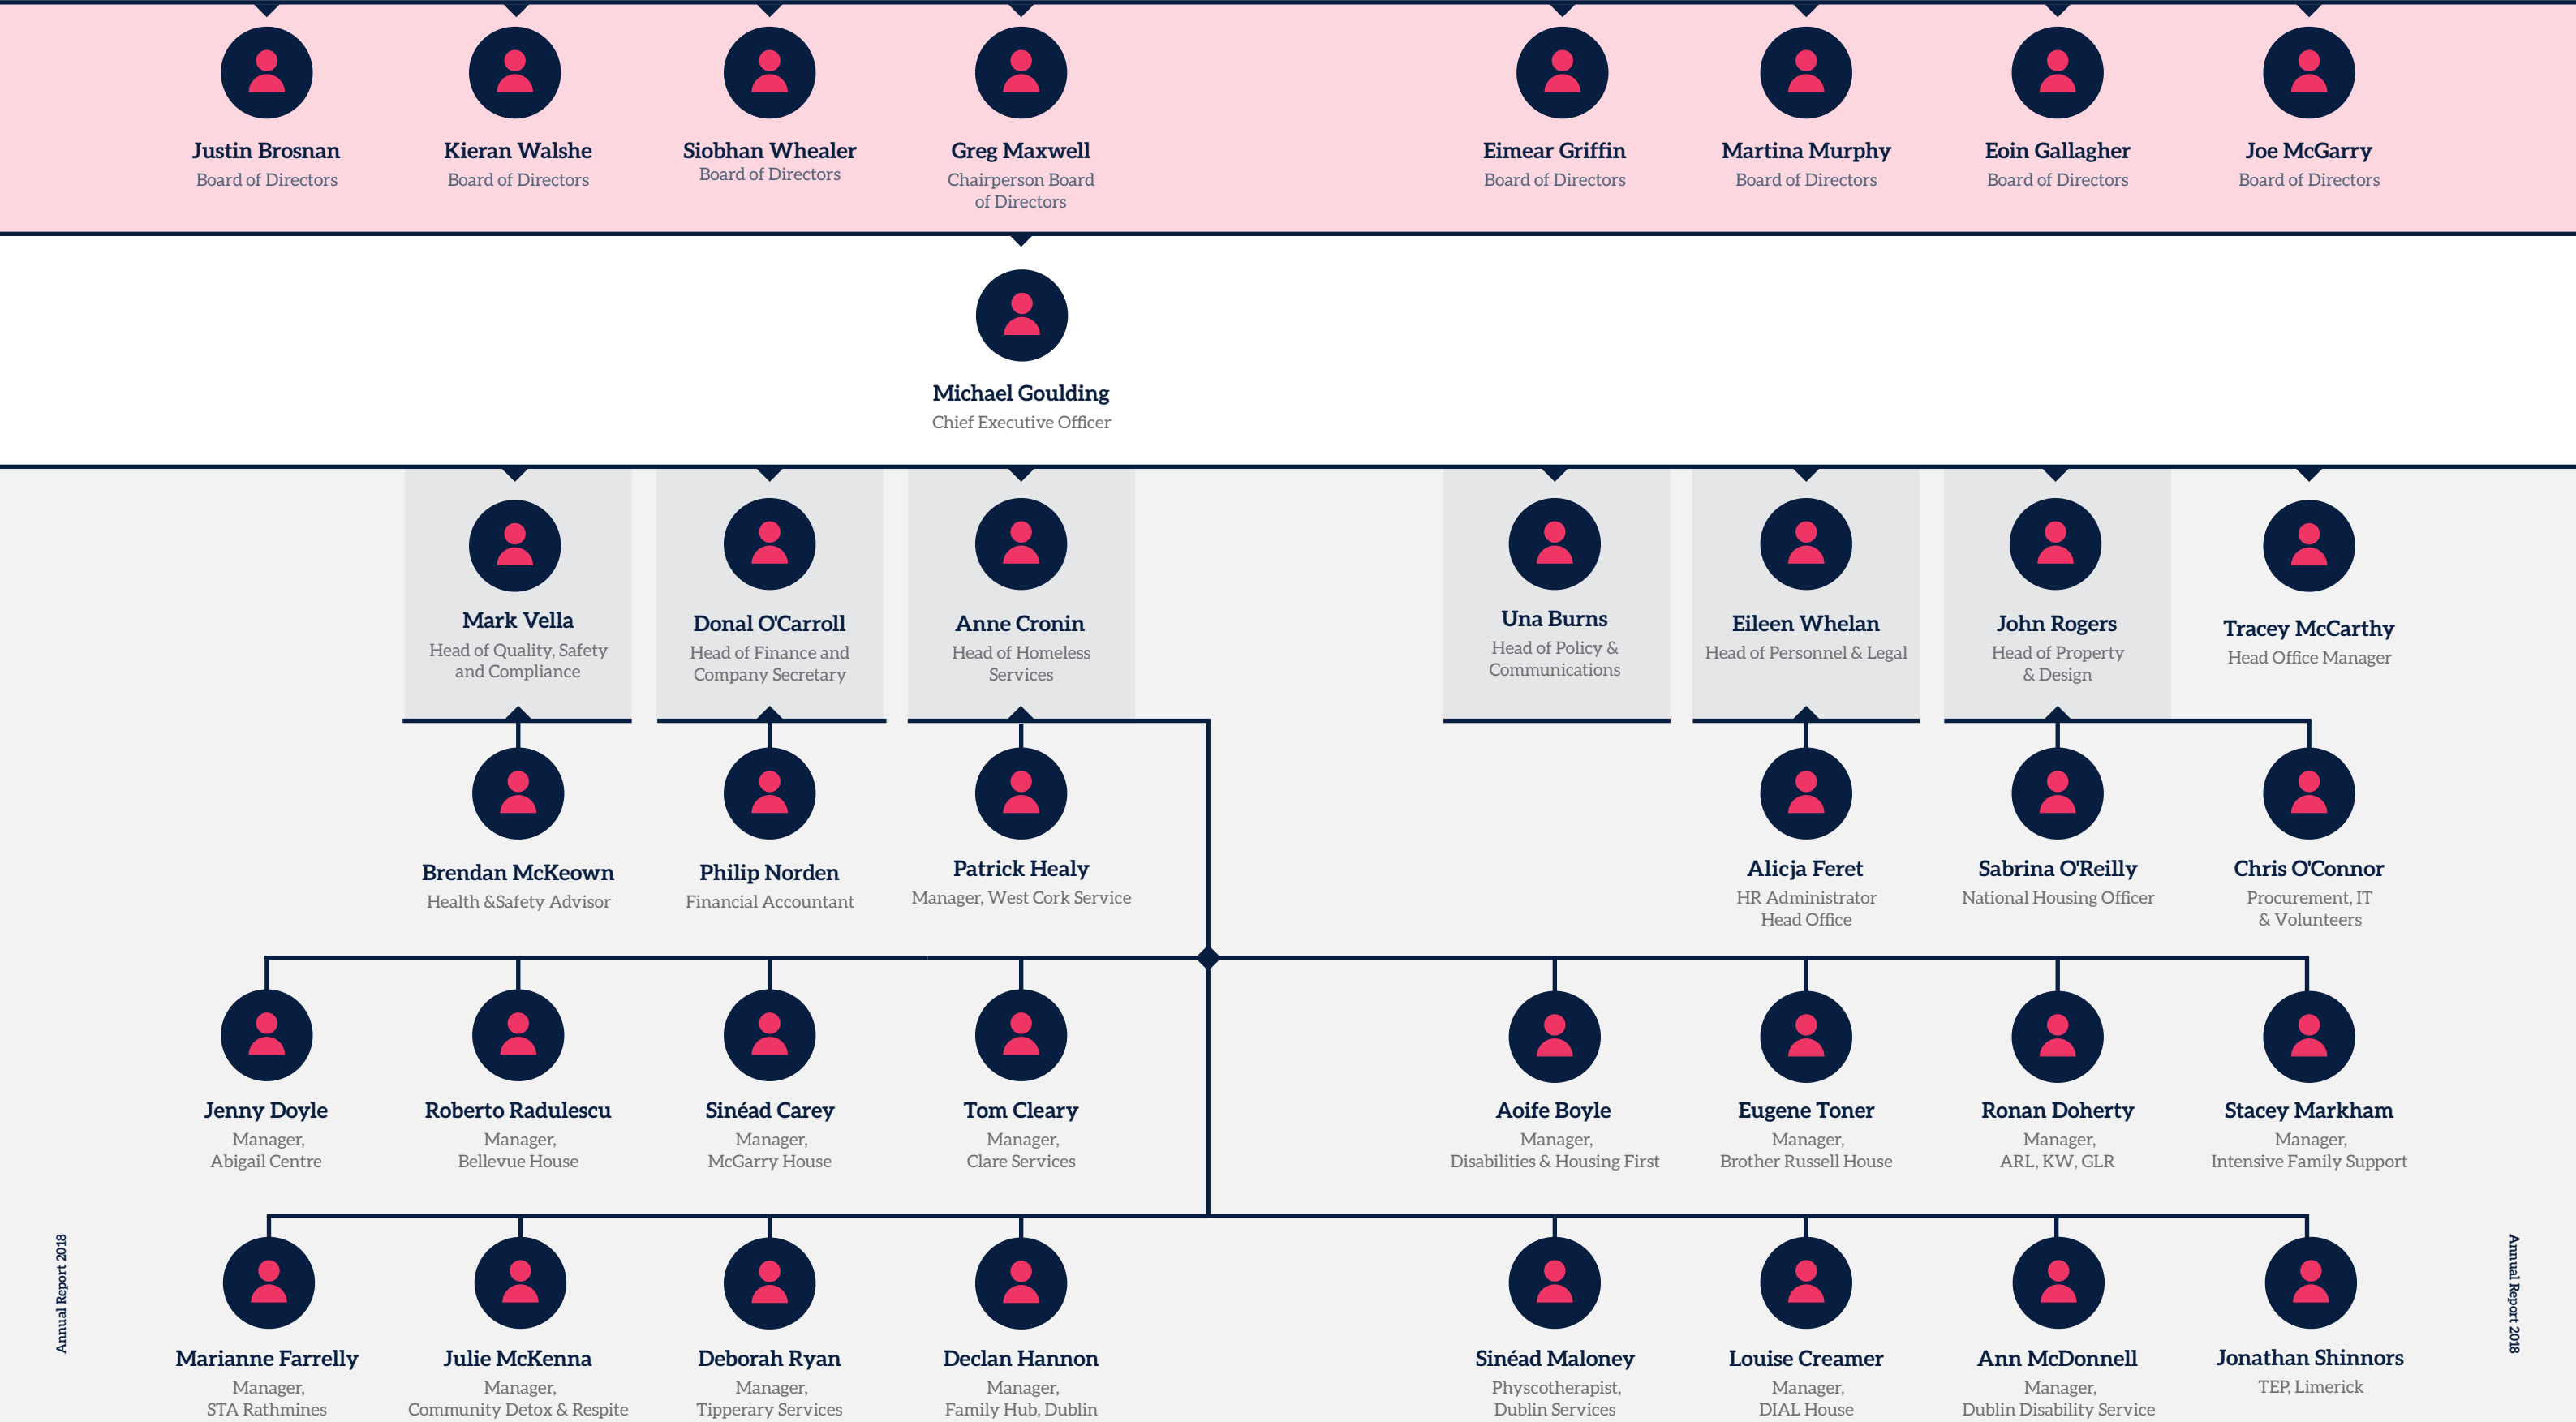 Justin Brosnan
Board of Directors
Kieran Walshe
Board of Directors
Siobhan Whealer
Board of Directors
Greg Maxwell
Chairperson Board
of Directors
Eimear Griffin
Board of Directors
Martina Murphy
Board of Directors
Eoin Gallagher
Board of Directors
Joe McGarry
Board of Directors
Michael Goulding
Chief Executive Officer
Mark Vella
Head of Quality, Safety
and Compliance
Donal O'Carroll
Head of Finance and
Company Secretary
Anne Cronin
Head of Homeless
Services
Una Burns
Head of Policy &
Communications
Eileen Whelan
Head of Personnel & Legal
John Rogers
Head of Property
& Design
Tracey McCarthy
Head Office Manager
Brendan McKeown
Health &Safety Advisor
Philip Norden
Financial Accountant
Patrick Healy
Manager, West Cork Service
Alicja Feret
HR Administrator
Head Office
Sabrina O'Reilly
National Housing Officer
Chris O'Connor
Procurement, IT
& Volunteers
Jenny Doyle
Manager,
Abigail Centre
Roberto Radulescu
Manager,
Bellevue House
Sinéad Carey
Manager,
McGarry House
Tom Cleary
Manager,
Clare Services
Aoife Boyle
Manager,
Disabilities & Housing First
Eugene Toner
Manager,
Brother Russell House
Ronan Doherty
Manager,
ARL, KW, GLR
Stacey Markham
Manager,
Intensive Family Support
Marianne Farrelly
Manager,
STA Rathmines
Julie McKenna
Manager,
Community Detox & Respite
Deborah Ryan
Manager,
Tipperary Services
Declan Hannon
Manager,
Family Hub, Dublin
Sinéad Maloney
Physcotherapist,
Dublin Services
Louise Creamer
Manager,
DIAL House
Ann McDonnell
Manager,
Dublin Disability Service
Jonathan Shinnors
TEP, Limerick
Annual Report 2018
Annual Report 2018